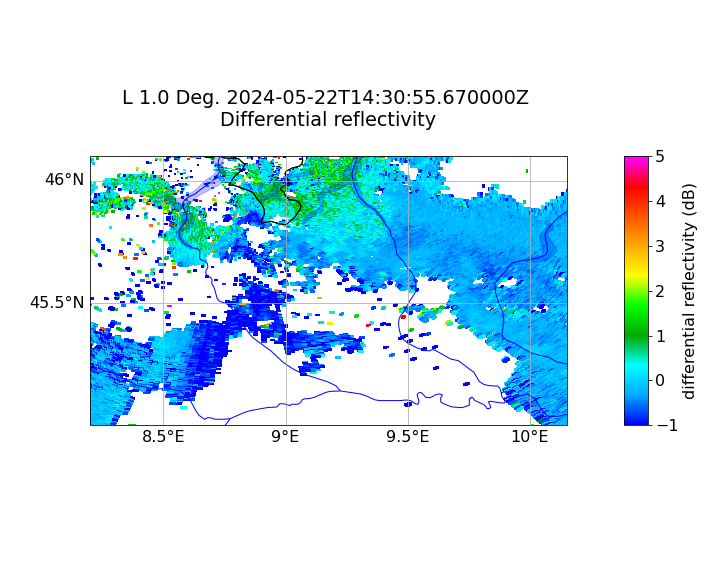 L 1.0 Deg. 2024-05-22T14:30:55.670000Z
Differential reflectivity
46°N
45.5°N
8.5°E
9°E
9.5°E
10°E
5
4
3
2
1
0
−1
differential reflectivity (dB)